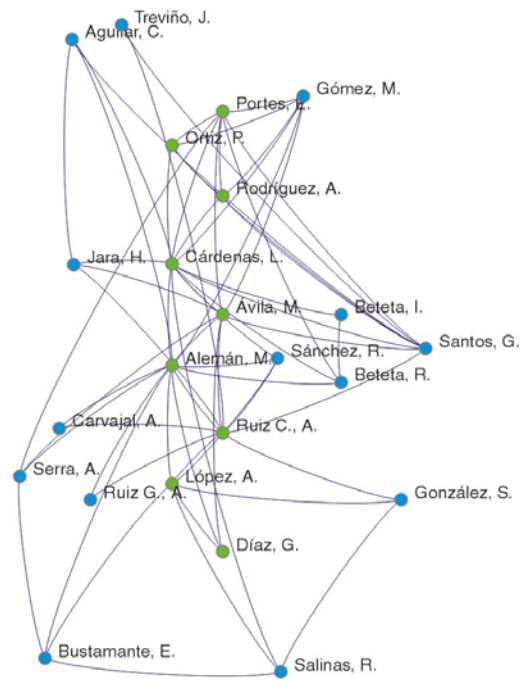 Treviño, J.
Aguilar, C.
Gómez, M.
Portes, E.
Ortiz, P.
Rodríguez, A.
Jara, H.
Cárdenas, L.
Ávila, M.
Beteta, I.
Santos, G.
Sánchez, R.
Alemán, M.
Beteta, R.
Carvajal, A.
Ruiz C., A.
Serra, A.
López, A.
Ruiz G., A.
González, S.
Díaz, G.
Bustamante, E.
Salinas, R.